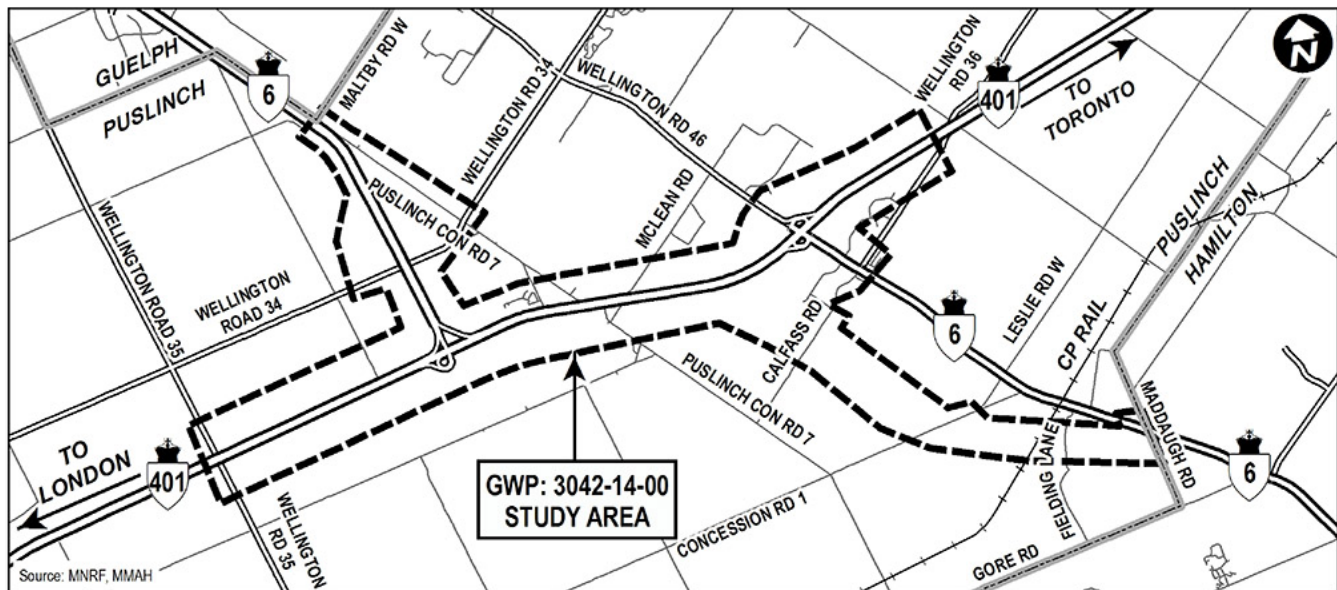 GUELPH
PUSLINCH
6
MALTBY RD W
WELLINGTON RD 34
WELLINGTON RD 46
WELLINGTON
RD 36
401
TO
TORONTO
N
PUSLINCH
HAMILTON
PUSLINCH CON RD 7
MCLEAN RD
WELLINGTON ROAD 35
WELLINGTON
ROAD 34
CALFASS RD
6
LESLIE RD W
CP RAIL
MADDAUGH RD
PUSLINCH CON RD 7
TO
LONDON
401
GWP: 3042-14-00
STUDY AREA
WELLINGTON
RD 35
CONCESSION RD 1
FIELDING LANE
GORE RD
6
Source: MNRF, MMAH